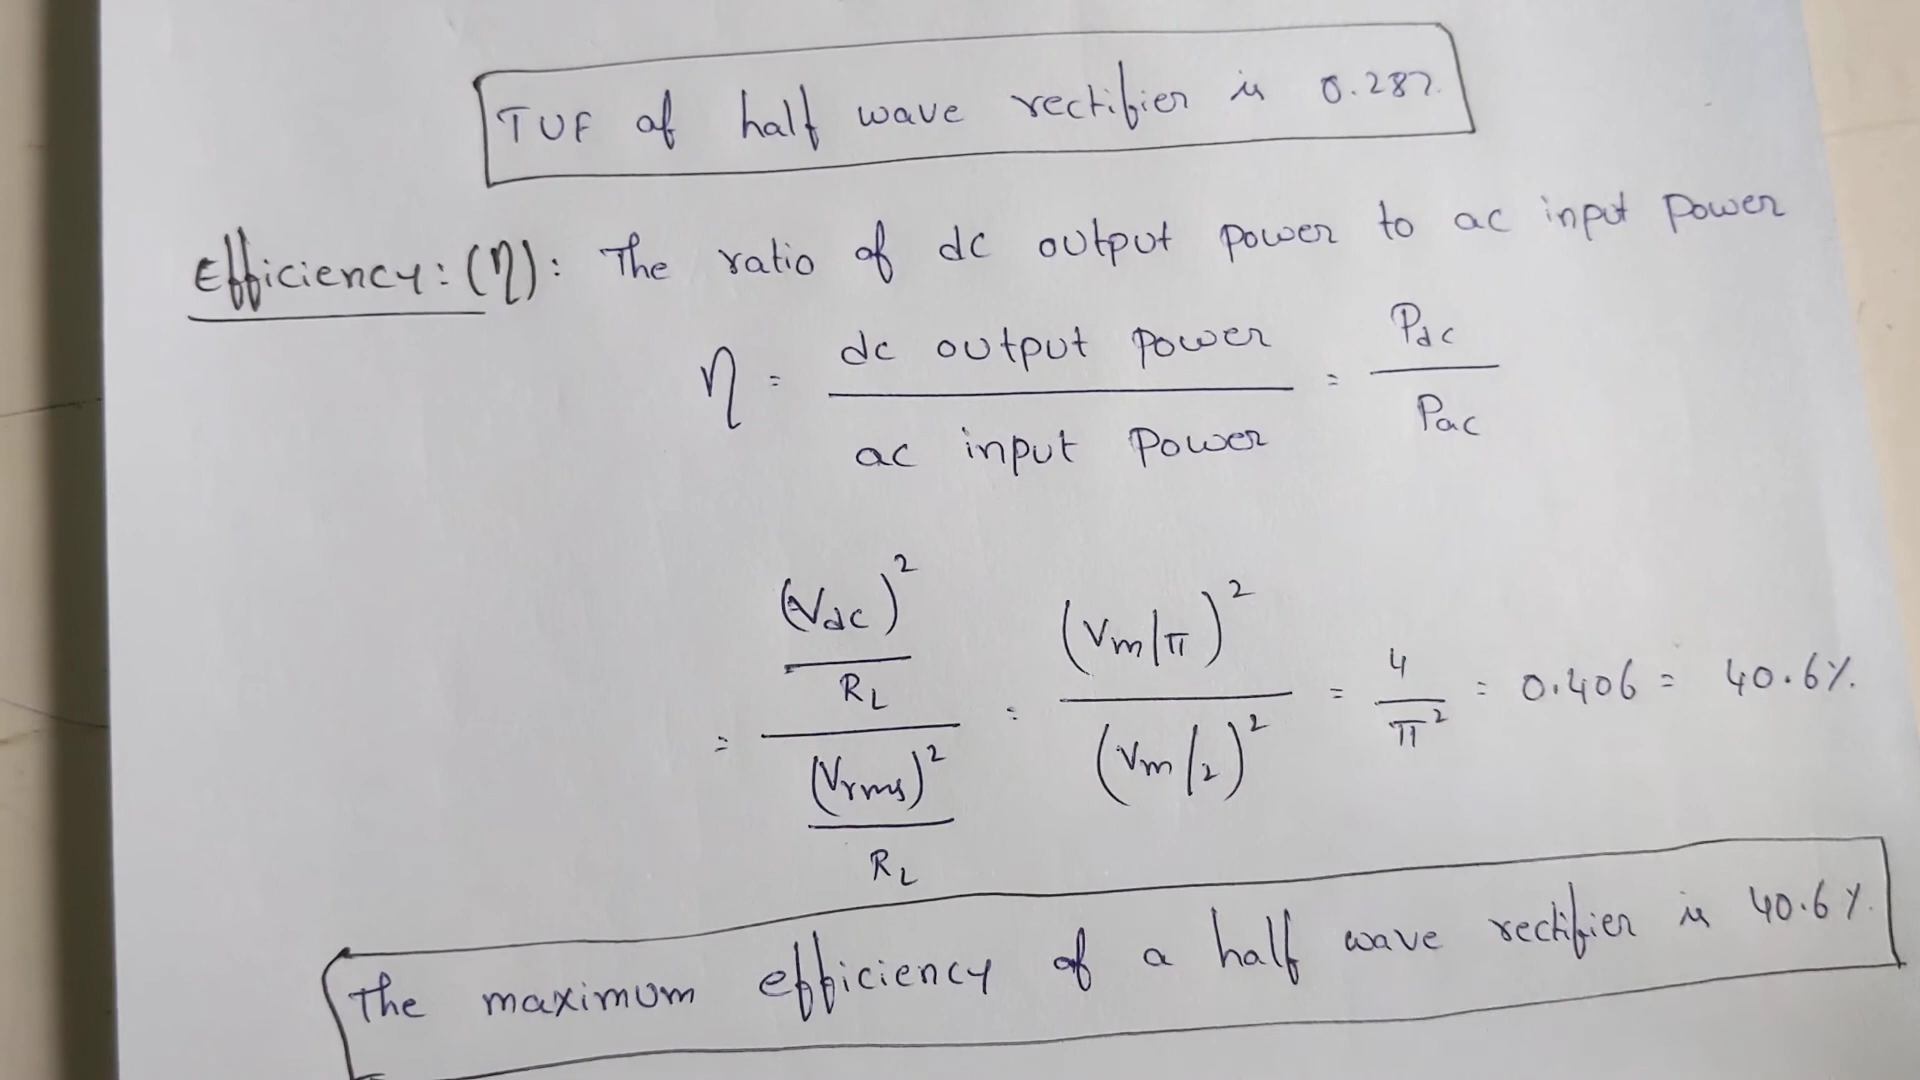 TUF of half wave rectifier is 0.287.
Efficiency: (η): The ratio of dc output power to ac input power
η = dc output power / ac input power = Pdc / Pac
= ((Vdc)² / RL) / ((Vrms)² / RL) = (Vm/π)² / (Vm/2)² = 4 / π² = 0.406 = 40.6%.
The maximum efficiency of a half wave rectifier is 40.6%.